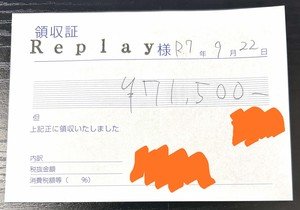 領収証
Replay様 R7年9月22日
¥71,500-
但
上記正に領収いたしました
内訳
税抜金額
消費税額等( %)